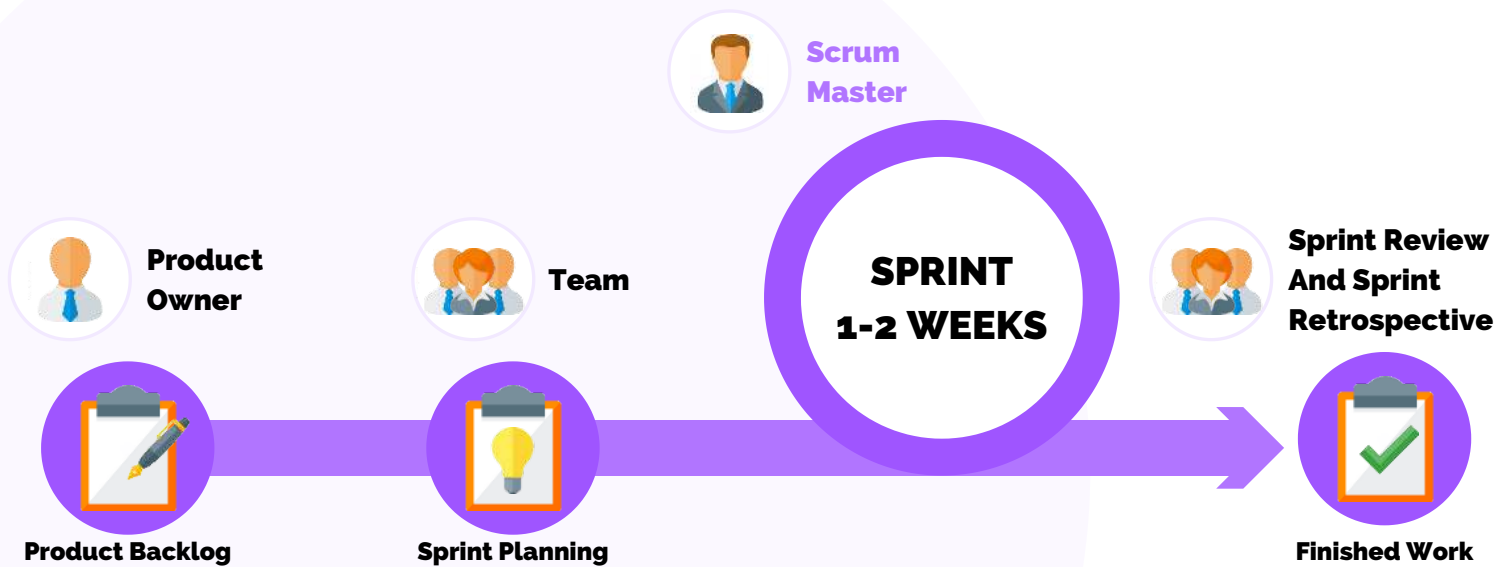 Scrum
Master
Product
Owner
Team
SPRINT
1-2 WEEKS
Sprint Review
And Sprint
Retrospective
Product Backlog
Sprint Planning
Finished Work